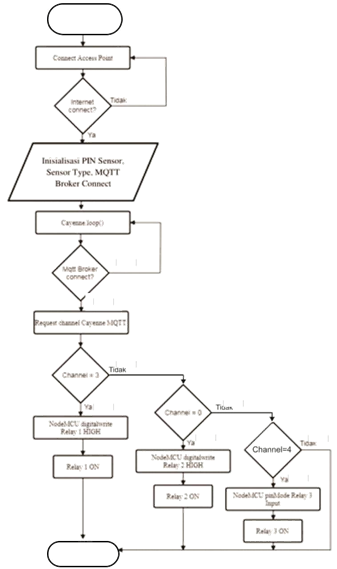 Connect Access Point
Internet
connect?
Tidak
Ya
Inisialisasi PIN Sensor,
Sensor Type, MQTT
Broker Connect
Cayenne.loop()
Mqtt Broker
connect?
Request channel Cayenne MQTT
Channel = 3
Tidak
Ya
NodeMCU digitalwrite
Relay 1 HIGH
Relay 1 ON
Channel = 0
Tidak
Ya
NodeMCU digitalwrite
Relay 2 HIGH
Relay 2 ON
Channel=4
Tidak
Ya
NodeMCU pinMode Relay 3
Input
Relay 3 ON